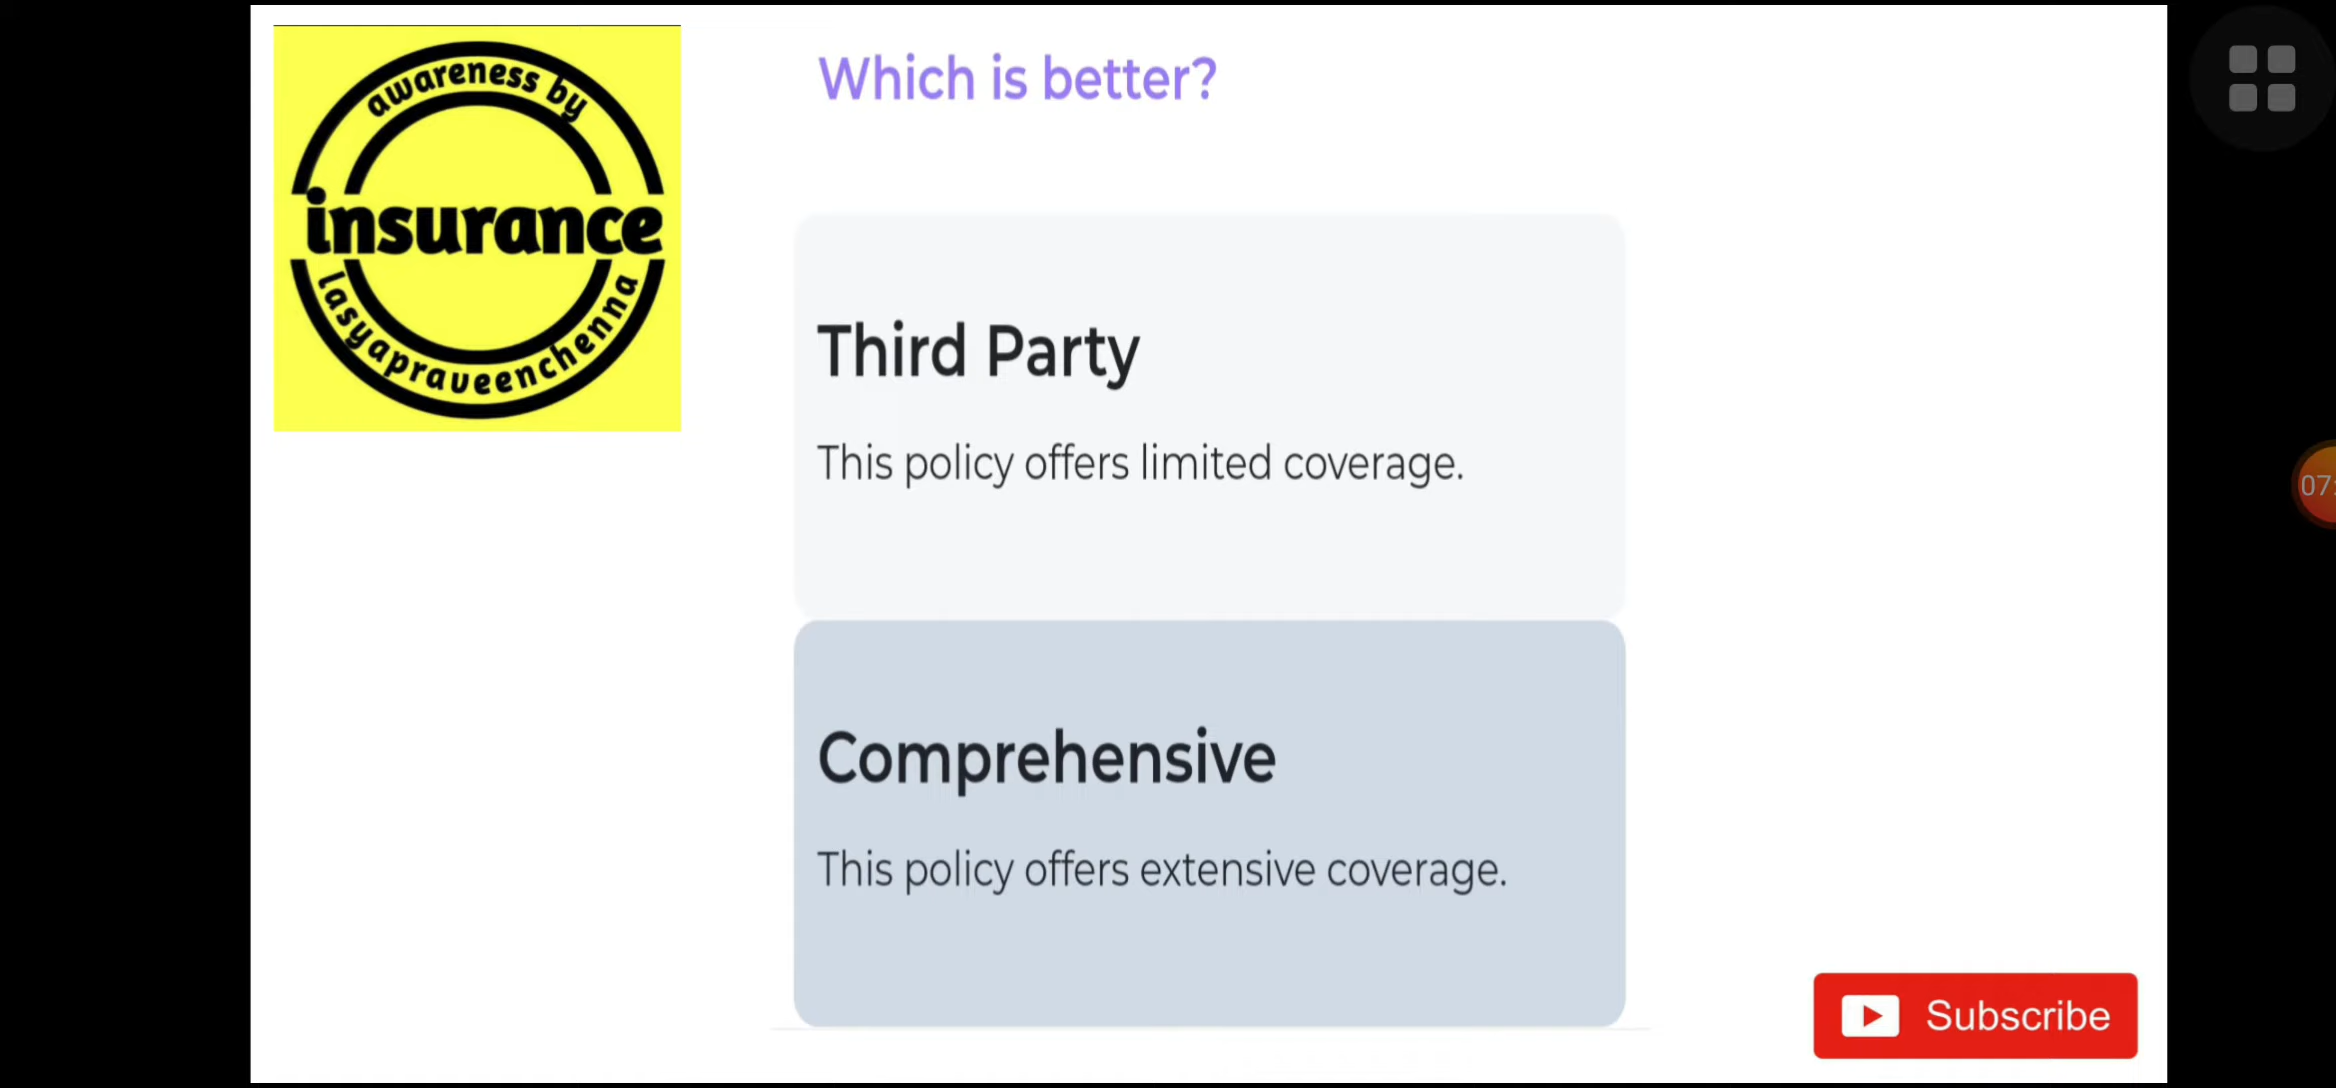 awareness by
insurance
lasyapraveenchenna
Which is better?
Third Party
This policy offers limited coverage.
Comprehensive
This policy offers extensive coverage.
07:
Subscribe